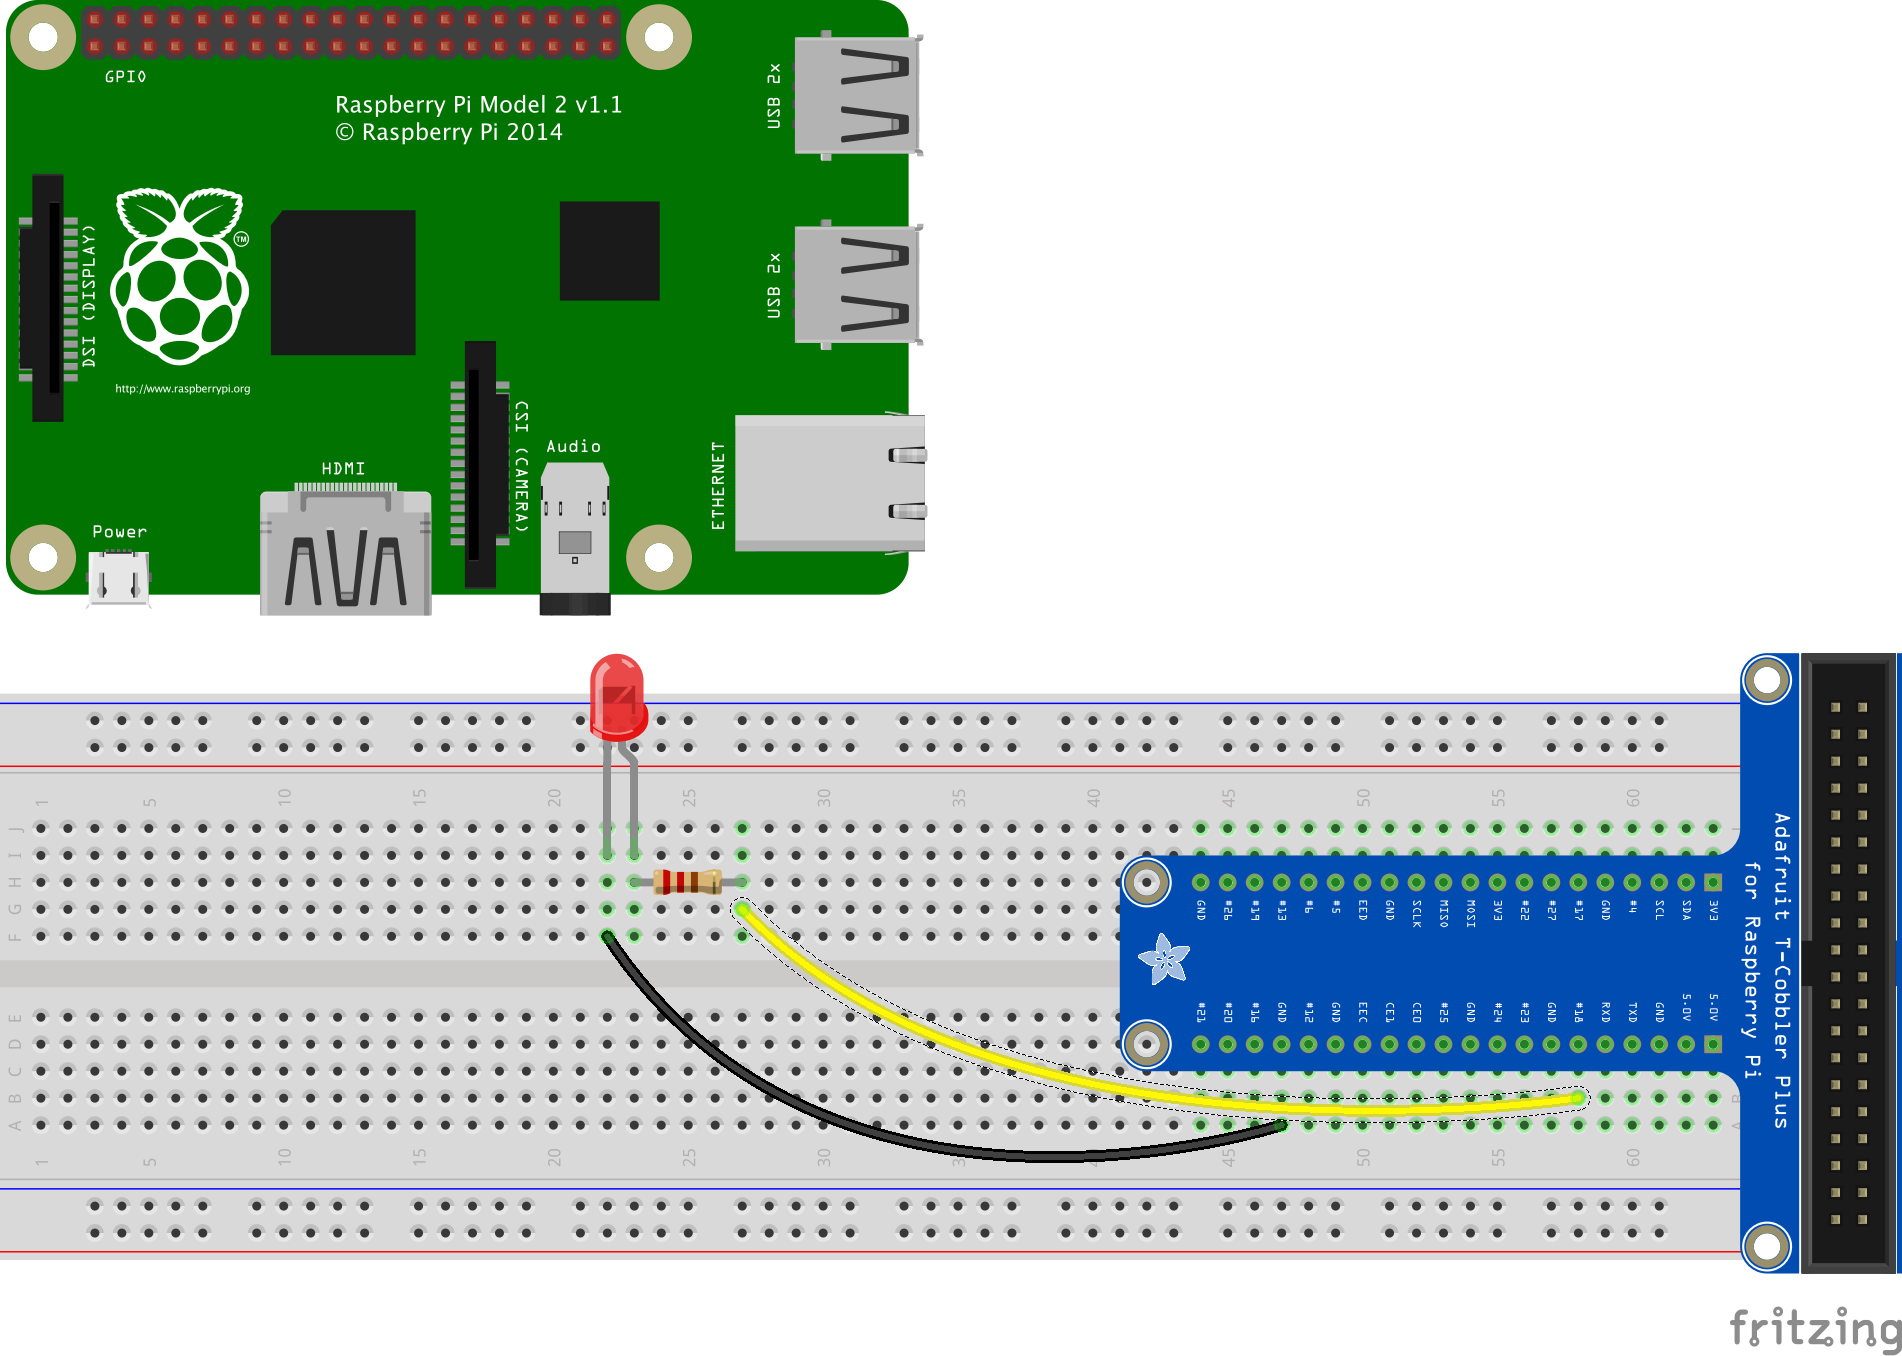 GPIO
Raspberry Pi Model 2 v1.1
© Raspberry Pi 2014
USB 2x
USB 2x
DSI (DISPLAY)
TM
http://www.raspberrypi.org
CSI (CAMERA)
Audio
HDMI
ETHERNET
Power
1 5 10 15 20 25 30 35 40 45 50 55 60
J
I
H
G
F
GND #26 #19 #13 #6 #5 EED GND SCLK MISO MOSI 3V3 #22 #27 #17 GND #4 SCL SDA 3V3
#21 #20 #16 GND #12 GND EEC CE1 CE0 #25 GND #24 #23 GND #18 RXD TXD GND 5.0V 5.0V
Adafruit T-Cobbler Plus
for Raspberry Pi
E
D
C
B
A
1 5 10 15 20 25 30 45 50 55 60
fritzing